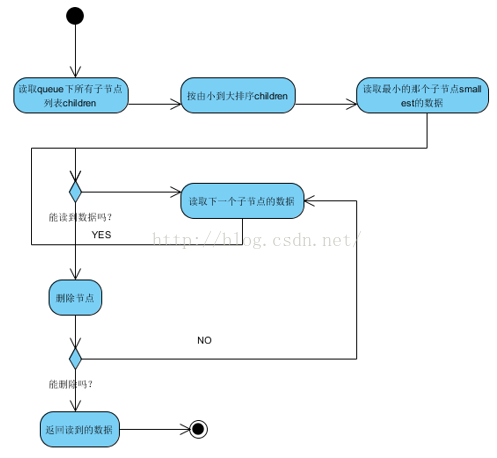 读取queue下所有子节点
列表children
按由小到大排序children
读取最小的那个子节点small
est的数据
读取下一个子节点的数据
能读到数据吗？
YES
http://blog.csdn.net/
删除节点
NO
能删除吗？
返回读到的数据